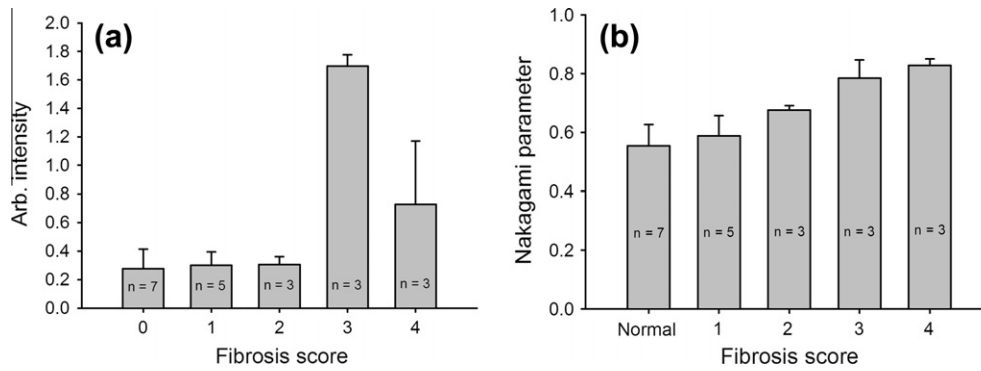 (a)
Arb. intensity
2.0
1.8
1.6
1.4
1.2
1.0
0.8
0.6
0.4
0.2
0.0
n = 7 n = 5 n = 3 n = 3 n = 3
0 1 2 3 4
Fibrosis score
(b)
Nakagami parameter
1.0
0.8
0.6
0.4
0.2
0.0
n = 7 n = 5 n = 3 n = 3 n = 3
Normal 1 2 3 4
Fibrosis score